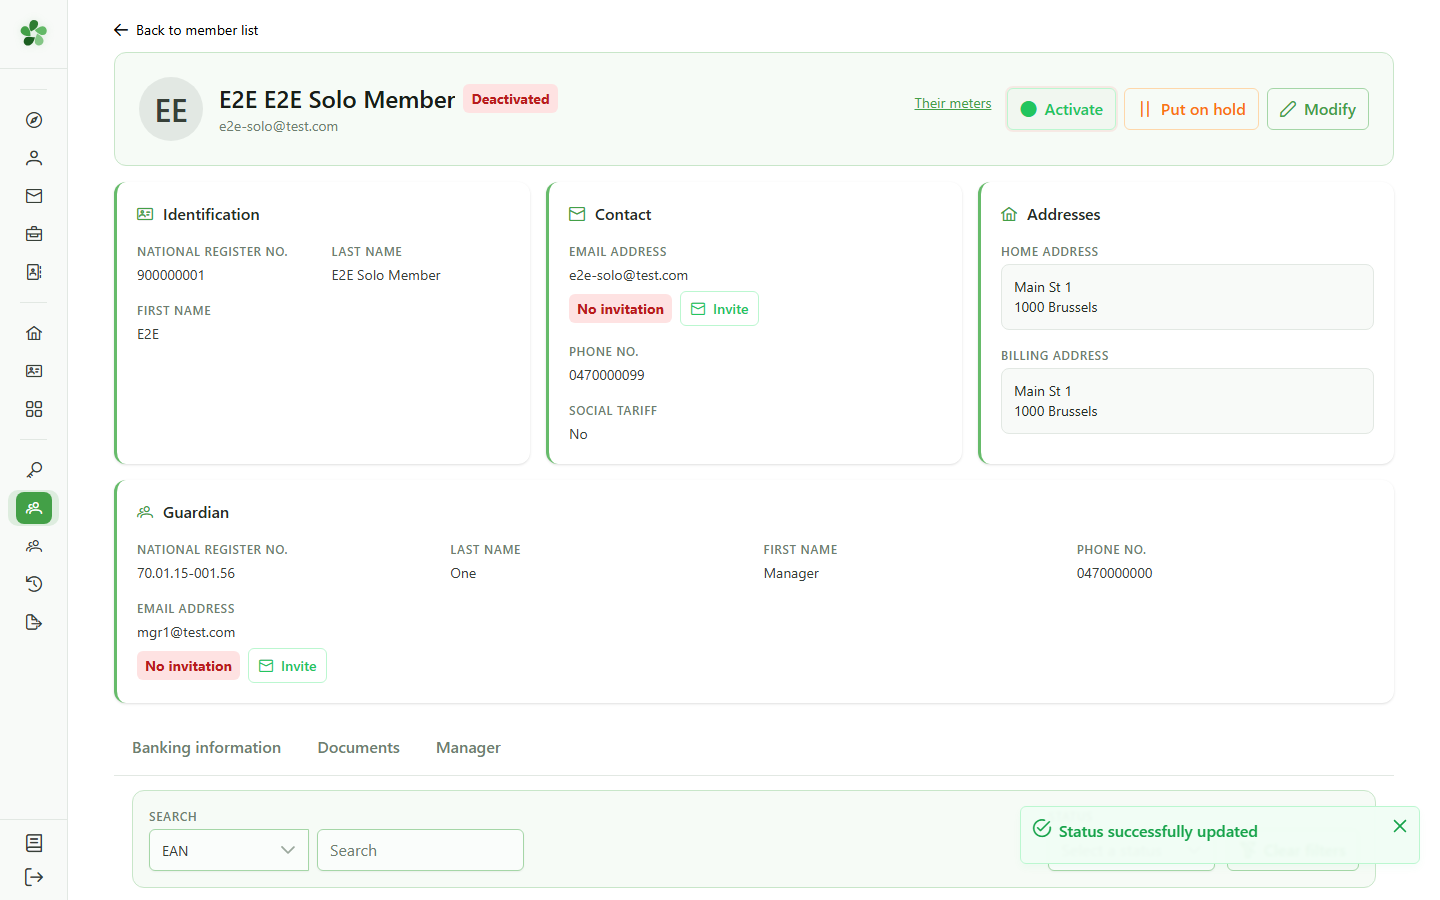 Back to member list
EE
E2E E2E Solo Member
Deactivated
e2e-solo@test.com
Their meters
Activate
Put on hold
Modify
Identification
NATIONAL REGISTER NO.
LAST NAME
900000001
E2E Solo Member
FIRST NAME
E2E
Contact
EMAIL ADDRESS
e2e-solo@test.com
No invitation
Invite
PHONE NO.
0470000099
SOCIAL TARIFF
No
Addresses
HOME ADDRESS
Main St 1
1000 Brussels
BILLING ADDRESS
Main St 1
1000 Brussels
Guardian
NATIONAL REGISTER NO.
LAST NAME
FIRST NAME
PHONE NO.
70.01.15-001.56
One
Manager
0470000000
EMAIL ADDRESS
mgr1@test.com
No invitation
Invite
Banking information
Documents
Manager
SEARCH
EAN
Search
Status successfully updated